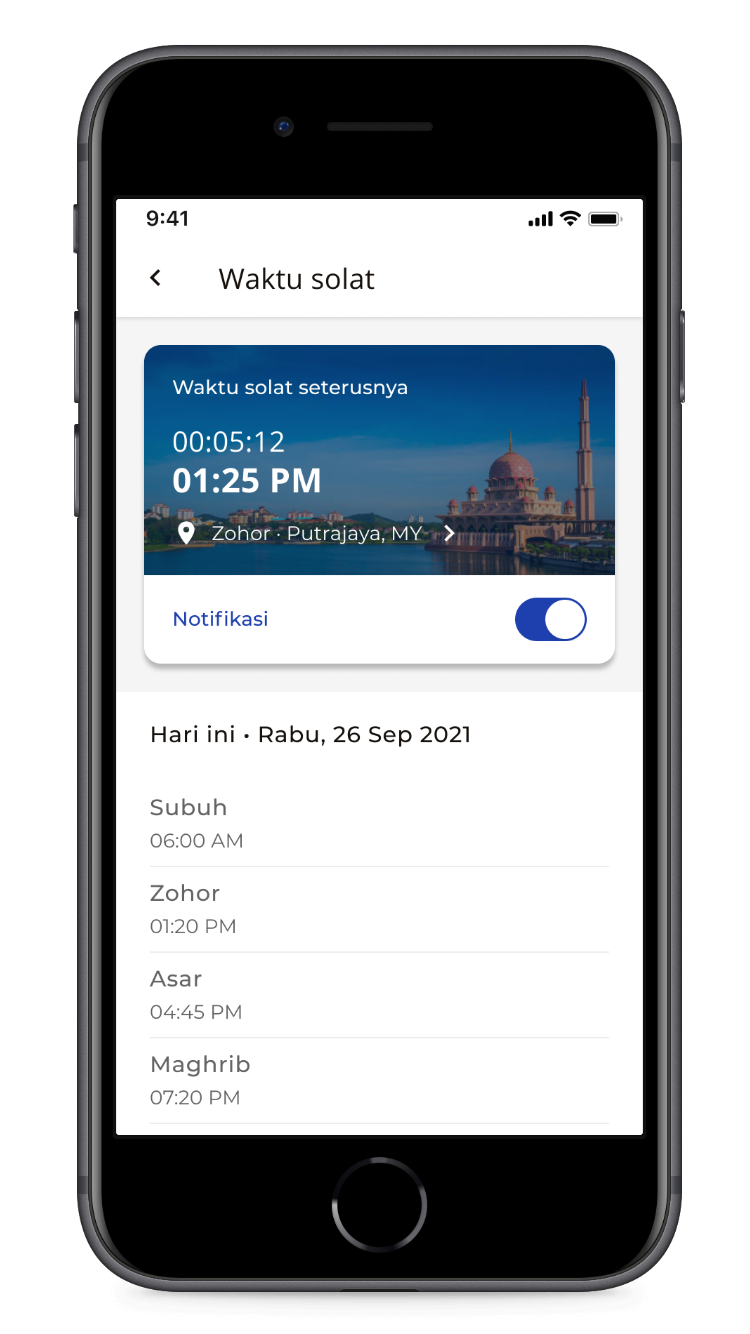 9:41
Waktu solat
Waktu solat seterusnya
00:05:12
01:25 PM
Zohor · Putrajaya, MY
Notifikasi
Hari ini • Rabu, 26 Sep 2021
Subuh
06:00 AM
Zohor
01:20 PM
Asar
04:45 PM
Maghrib
07:20 PM